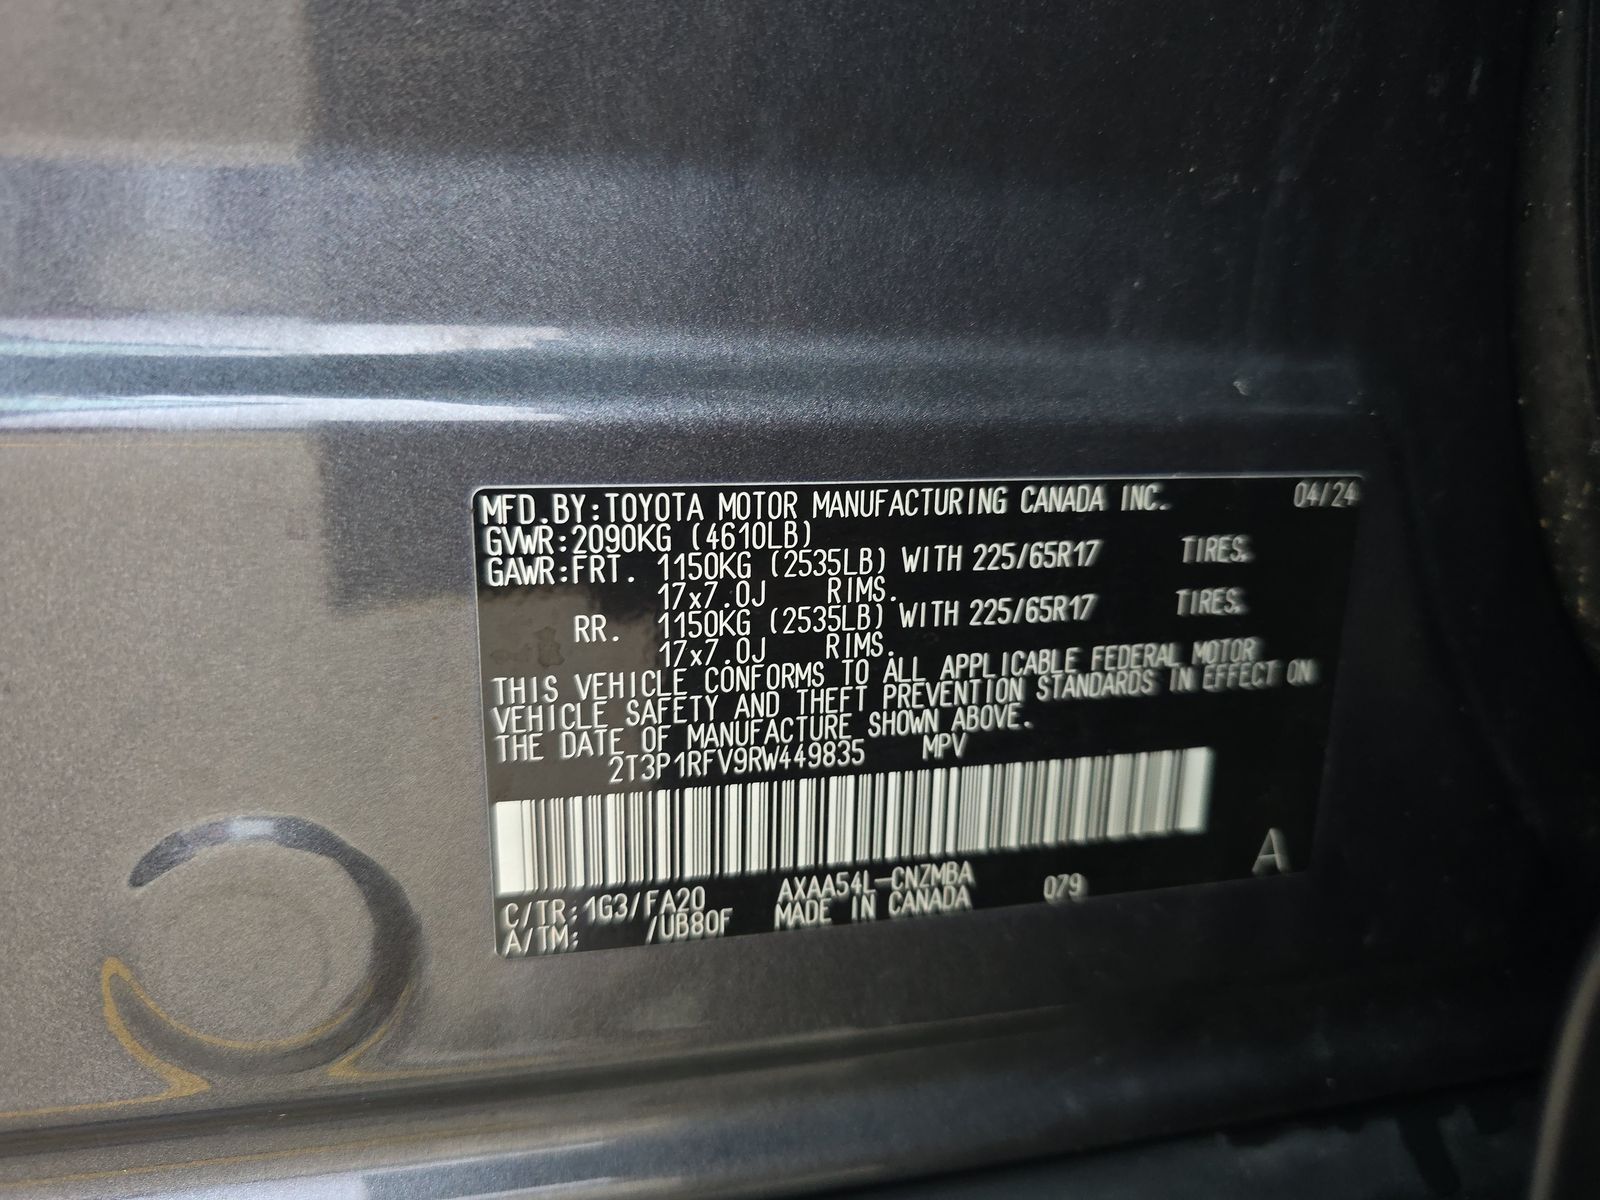 MFD.BY:TOYOTA MOTOR MANUFACTURING CANADA INC. 04/24
GVWR:2090KG (4610LB)
GAWR:FRT. 1150KG (2535LB) WITH 225/65R17 TIRES.
17x7.0J RIMS.
RR. 1150KG (2535LB) WITH 225/65R17 TIRES.
17x7.0J RIMS.
THIS VEHICLE CONFORMS TO ALL APPLICABLE FEDERAL MOTOR
VEHICLE SAFETY AND THEFT PREVENTION STANDARDS IN EFFECT ON
THE DATE OF MANUFACTURE SHOWN ABOVE.
2T3P1RFV9RW449835 MPV
A
C/TR:1G3/FA20 AXAA54L-CNZMBA 079
A/TM: /UB80F MADE IN CANADA